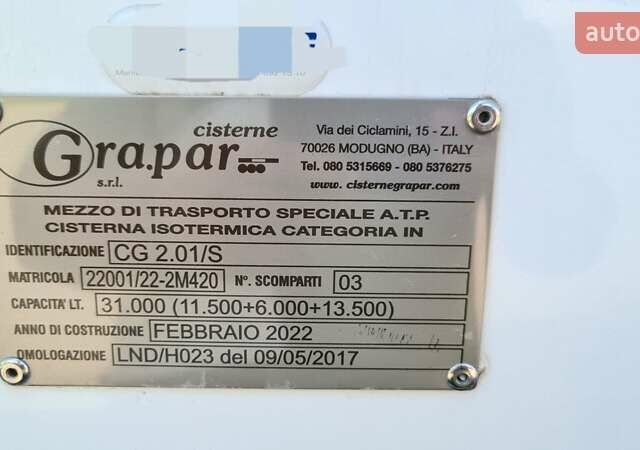 auto
cisterne
Gra.par
s.r.l.
Via dei Ciclamini, 15 - Z.I.
70026 MODUGNO (BA) - ITALY
Tel. 080 5315669 - 080 5376275
www. cisternegrapar.com
MEZZO DI TRASPORTO SPECIALE A.T.P.
CISTERNA ISOTERMICA CATEGORIA IN
IDENTIFICAZIONE CG 2.01/S
MATRICOLA 22001/22-2M420 N°. SCOMPARTI 03
CAPACITA' LT. 31.000 (11.500+6.000+13.500)
ANNO DI COSTRUZIONE FEBBRAIO 2022
OMOLOGAZIONE LND/H023 del 09/05/2017